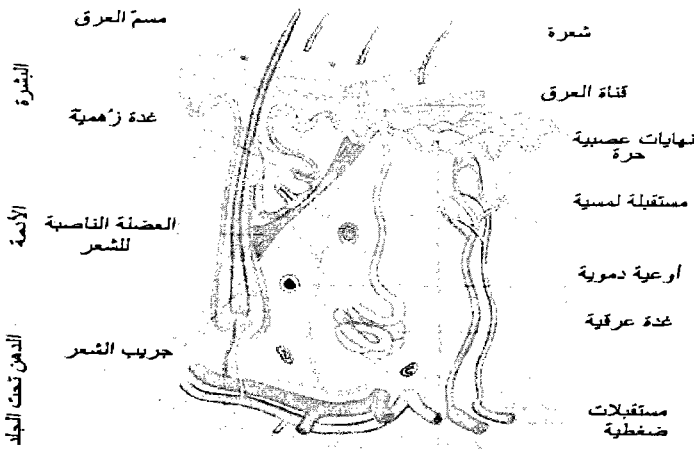 مسمّ العرق
شعرة
البشرة
قناة العرق
غدة زُهمية
نهايات عصبية
حرة
الأدمة
مستقبلة لمسية
العضلة الناصبة
للشعر
أوعية دموية
غدة عرقية
جريب الشعر
الدهن تحت الجلد
مستقبلات
ضغطية